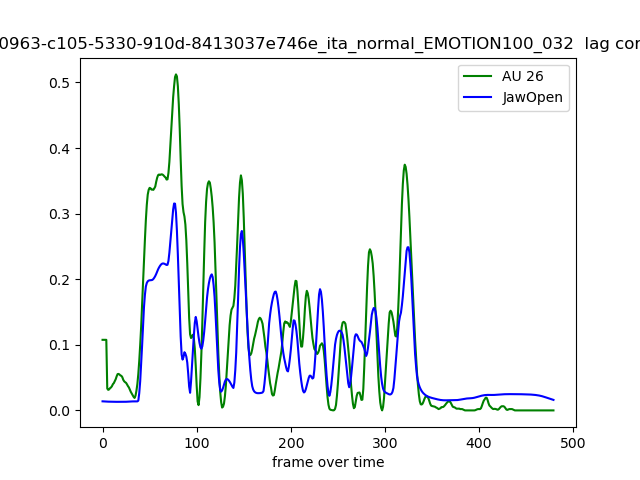 0963-c105-5330-910d-8413037e746e_ita_normal_EMOTION100_032 lag cor
AU 26
JawOpen
0.5
0.4
0.3
0.2
0.1
0.0
0 100 200 300 400 500
frame over time